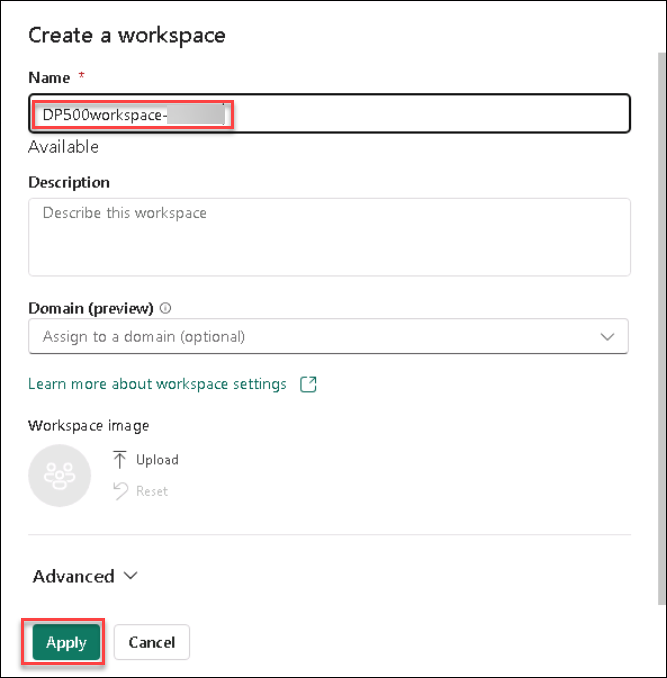 Create a workspace
Name *
DP500workspace-
Available
Description
Describe this workspace
Domain (preview)
Assign to a domain (optional)
Learn more about workspace settings
Workspace image
Upload
Reset
Advanced
Apply Cancel